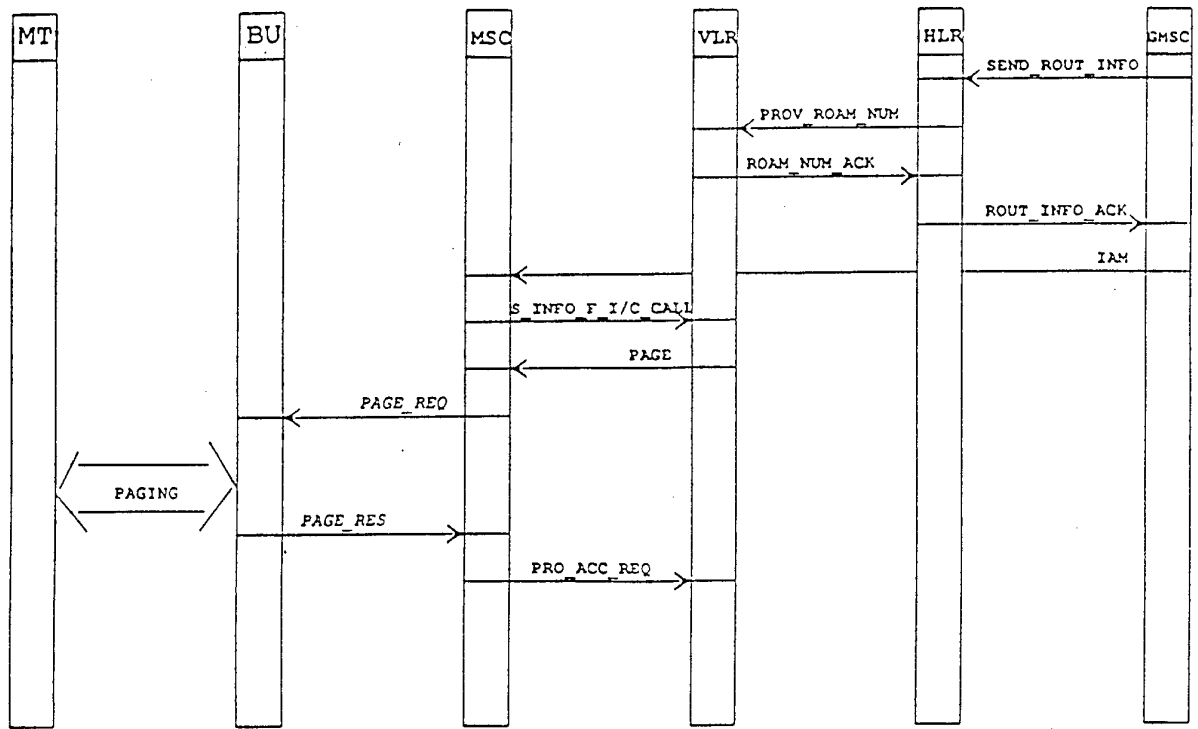 MT
BU
MSC
VLR
HLR
GMSC
SEND_ROUT_INFO
PROV_ROAM_NUM
ROAM_NUM_ACK
ROUT_INFO_ACK
IAM
S_INFO_F_I/C_CALL
PAGE
PAGE_REQ
PAGING
PAGE_RES
PRO_ACC_REQ